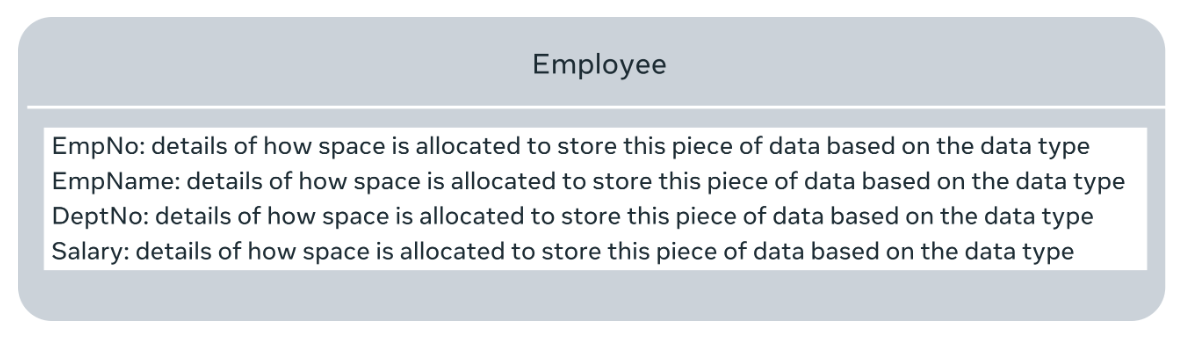 Employee
EmpNo: details of how space is allocated to store this piece of data based on the data type
EmpName: details of how space is allocated to store this piece of data based on the data type
DeptNo: details of how space is allocated to store this piece of data based on the data type
Salary: details of how space is allocated to store this piece of data based on the data type